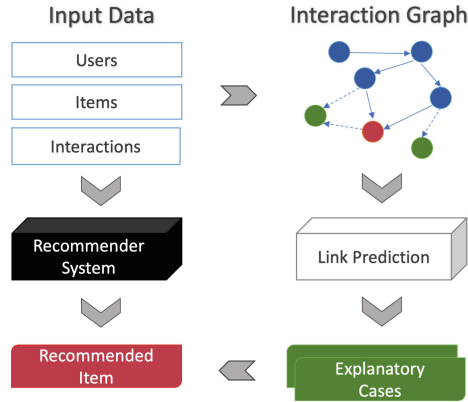 Input Data
Interaction Graph
Users
Items
Interactions
Recommender
System
Link Prediction
Recommended
Item
Explanatory
Cases